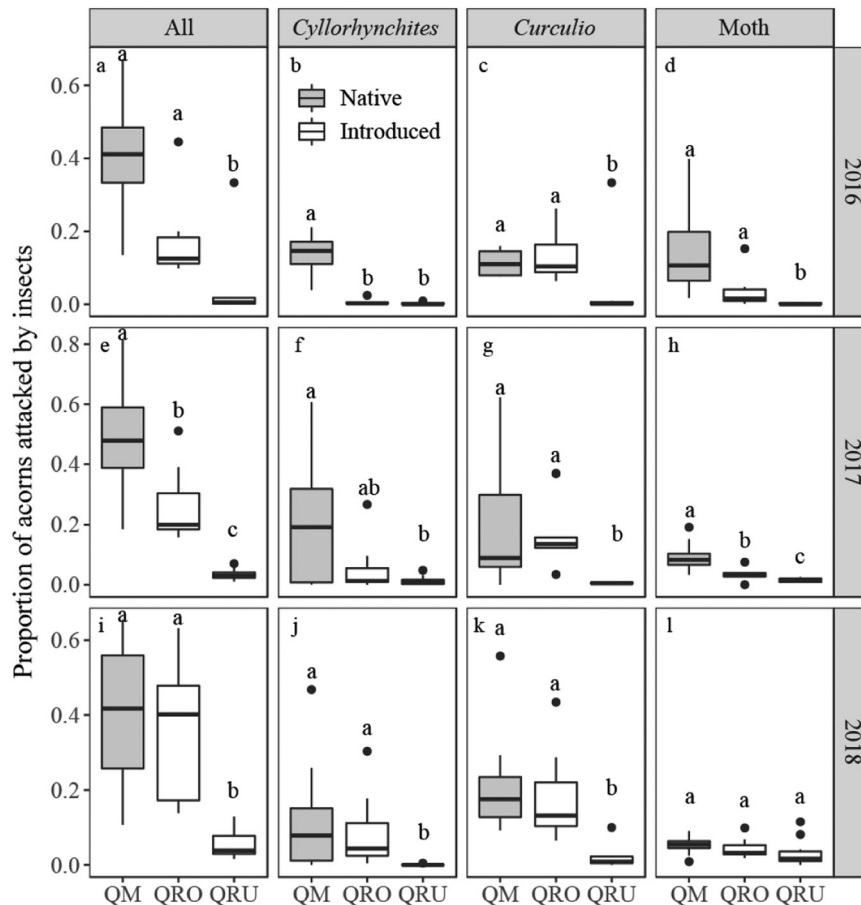 All Cyllorhynchites Curculio Moth
Proportion of acorns attacked by insects
a b c d
a a b
Native
Introduced
a b b
a a b
a a b
0.6
0.4
0.2
0.0
2016
e f g h
a b c
a ab b
a a b
a b c
0.8
0.6
0.4
0.2
0.0
2017
i j k l
a a b
a a b
a a b
a a a
0.6
0.4
0.2
0.0
2018
QM QRO QRU QM QRO QRU QM QRO QRU QM QRO QRU